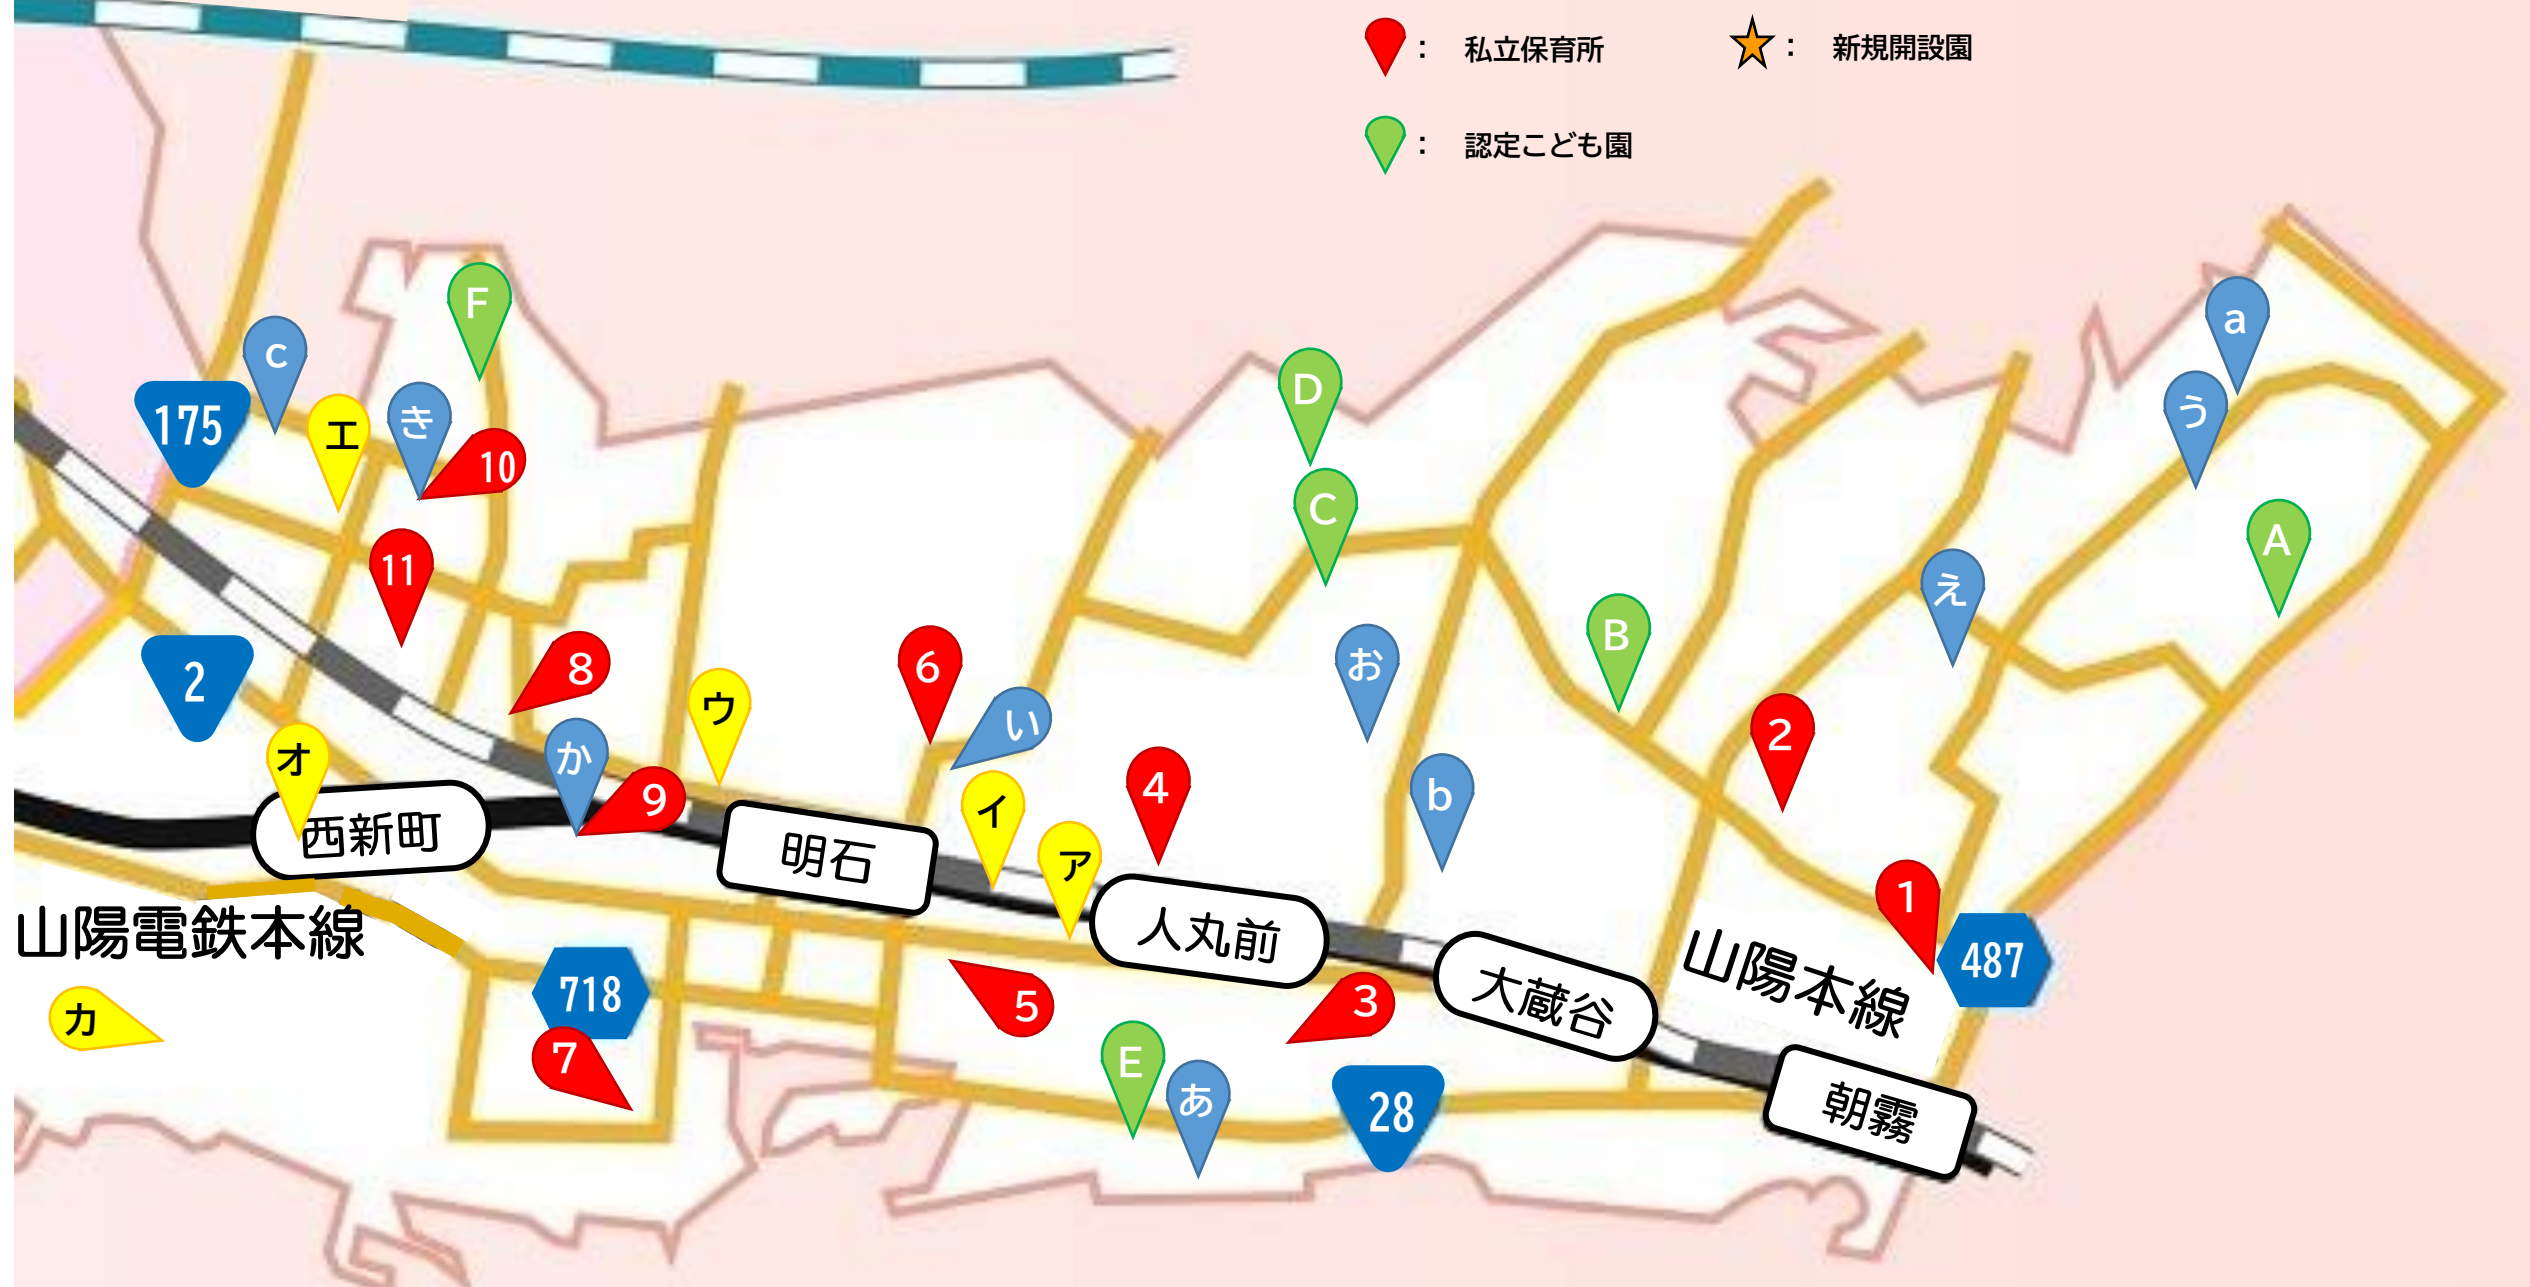 ： 私立保育所
： 新規開設園
： 認定こども園
F
a
c
D
う
175
エ
き
10
C
A
11
え
B
2
8
6
お
ウ
い
2
オ
か
9
イ
4
b
ア
西新町
明石
1
人丸前
山陽電鉄本線
487
大蔵谷
山陽本線
カ
718
5
3
7
E
あ
28
朝霧